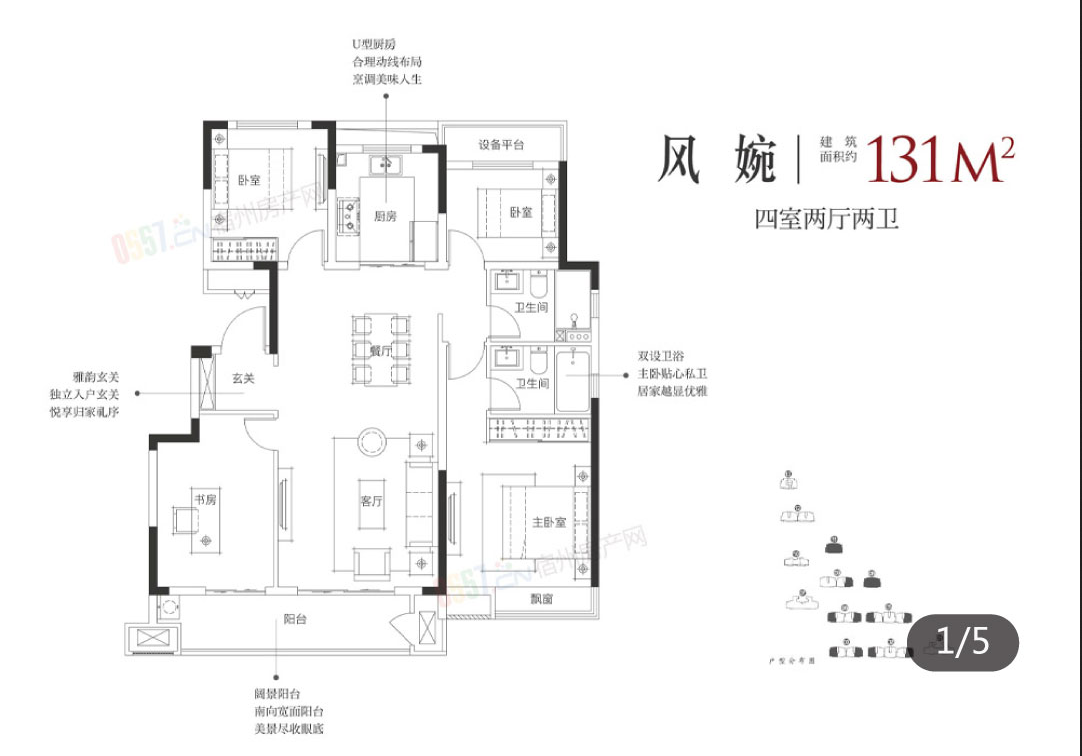 U型厨房
合理动线布局
烹调美味人生
设备平台
风婉
建筑
面积约
131M²
四室两厅两卫
卧室
厨房
卧室
0557.CN 宿州房产网
卫生间
餐厅
玄关
卫生间
雅韵玄关
独立入户玄关
悦享归家礼序
双设卫浴
主卧贴心私卫
居家越显优雅
书房
客厅
主卧室
0557.CN 宿州房产网
飘窗
阳台
户型分布图
1/5
阔景阳台
南向宽面阳台
美景尽收眼底